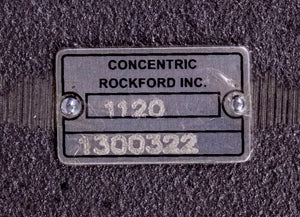 CONCENTRIC
ROCKFORD INC.
1120
1300322